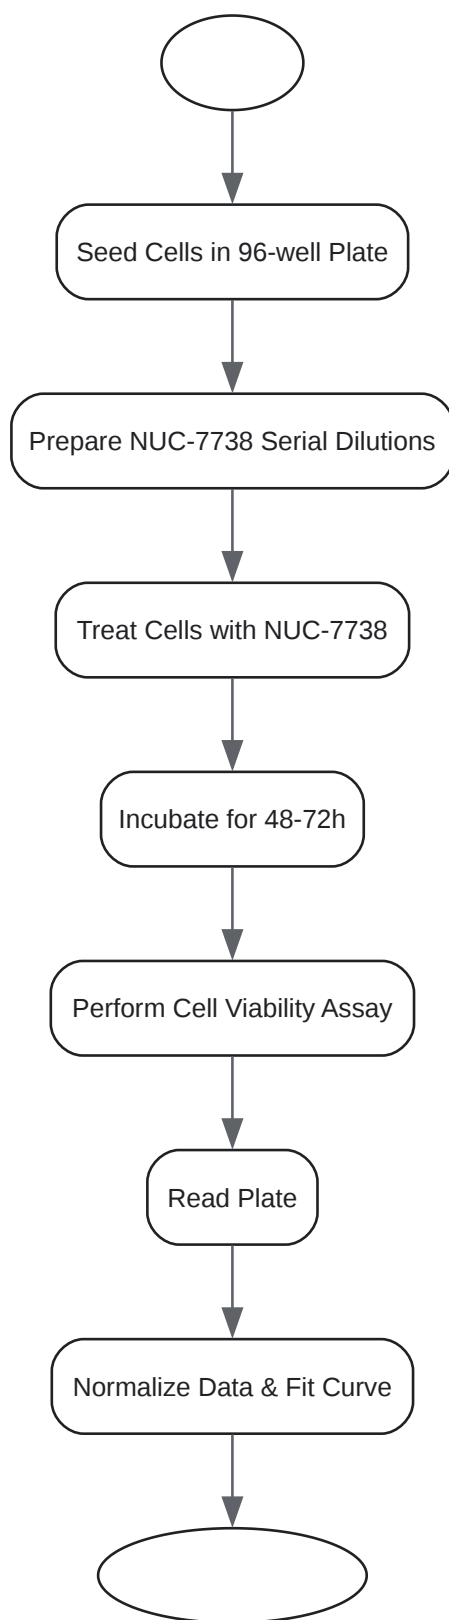 Seed Cells in 96-well Plate
Prepare NUC-7738 Serial Dilutions
Treat Cells with NUC-7738
Incubate for 48-72h
Perform Cell Viability Assay
Read Plate
Normalize Data & Fit Curve